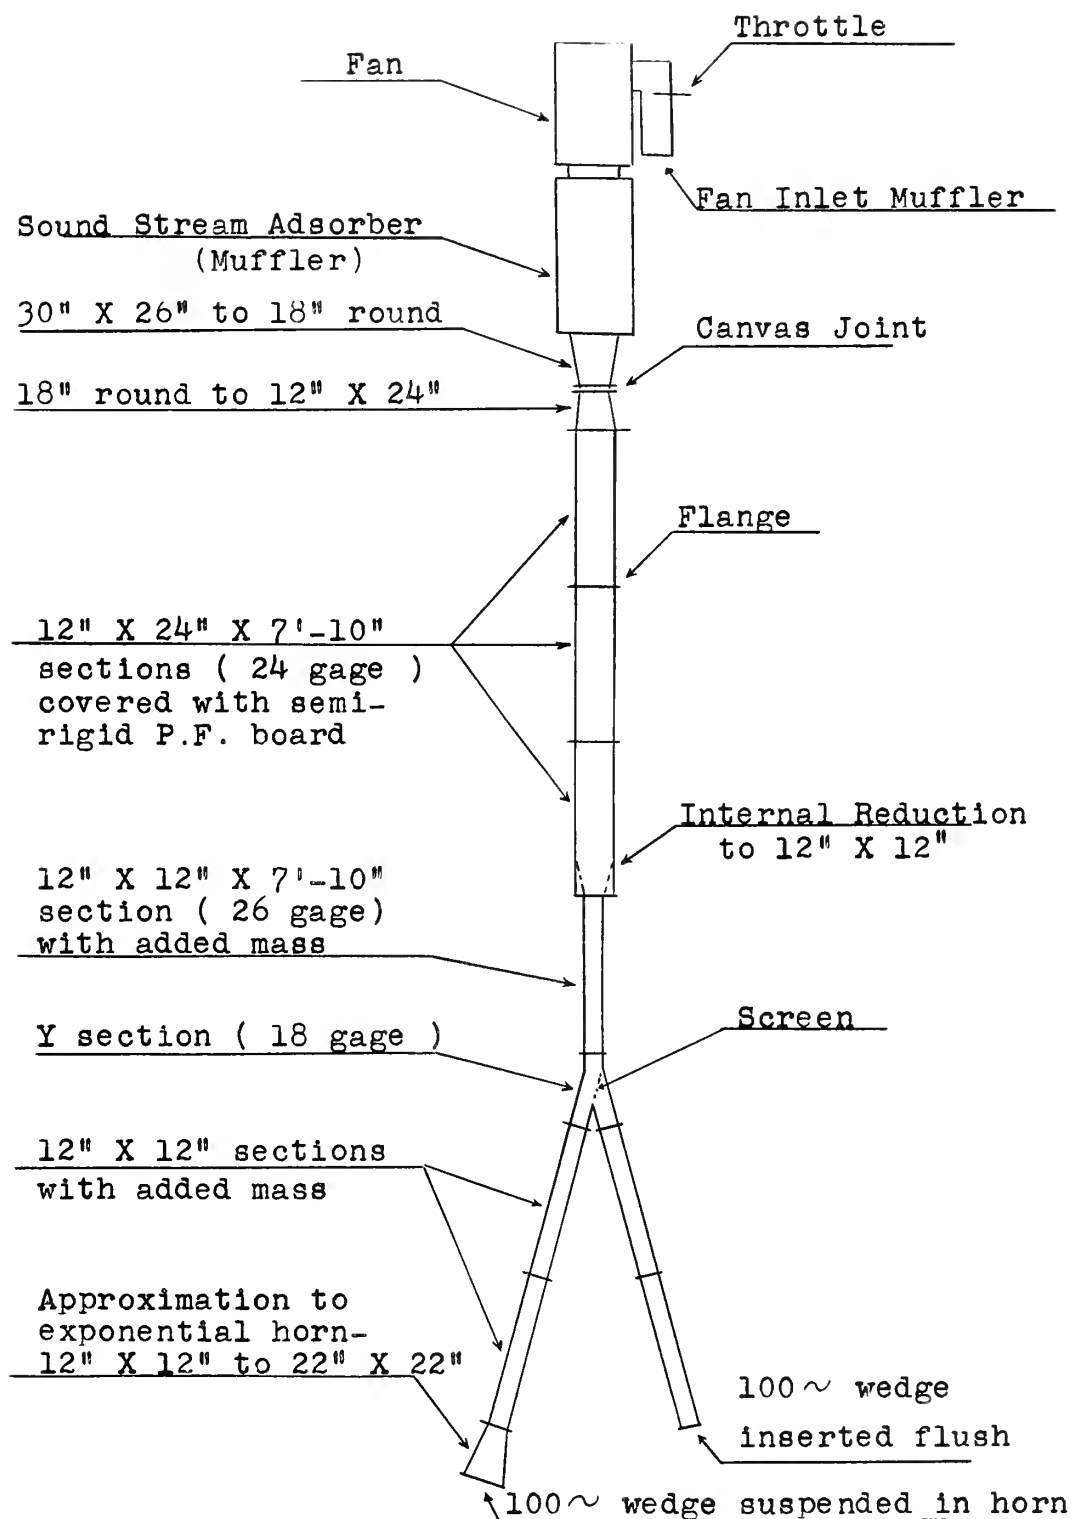 Throttle
Fan
Fan Inlet Muffler
Sound Stream Adsorber
(Muffler)
30" X 26" to 18" round
Canvas Joint
18" round to 12" X 24"
Flange
12" X 24" X 7'-10"
sections ( 24 gage )
covered with semi-
rigid P.F. board
Internal Reduction
to 12" X 12"
12" X 12" X 7'-10"
section ( 26 gage)
with added mass
Screen
Y section ( 18 gage )
12" X 12" sections
with added mass
Approximation to
exponential horn-
12" X 12" to 22" X 22"
100~ wedge
inserted flush
100~ wedge suspended in horn